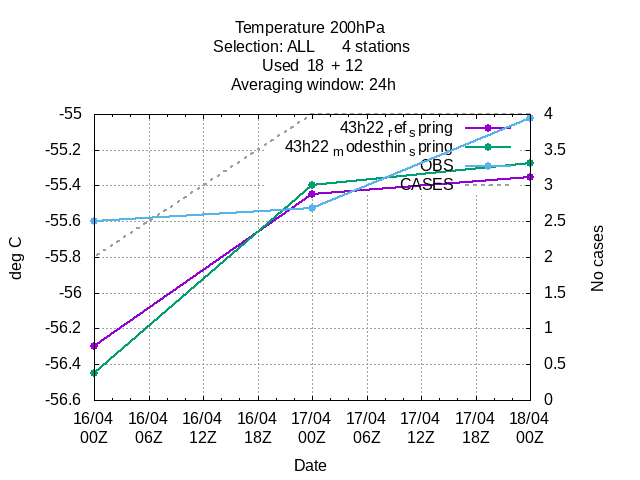 Temperature 200hPa
Selection: ALL 4 stations
Used 18 + 12
Averaging window: 24h
-55
-55.2
-55.4
-55.6
-55.8
-56
-56.2
-56.4
-56.6
deg C
4
3.5
3
2.5
2
1.5
1
0.5
0
No cases
43h22 refspring
43h22 modesthinspring
OBS
CASES
16/04 16/04 16/04 16/04 17/04 17/04 17/04 17/04 18/04
00Z 06Z 12Z 18Z 00Z 06Z 12Z 18Z 00Z
Date